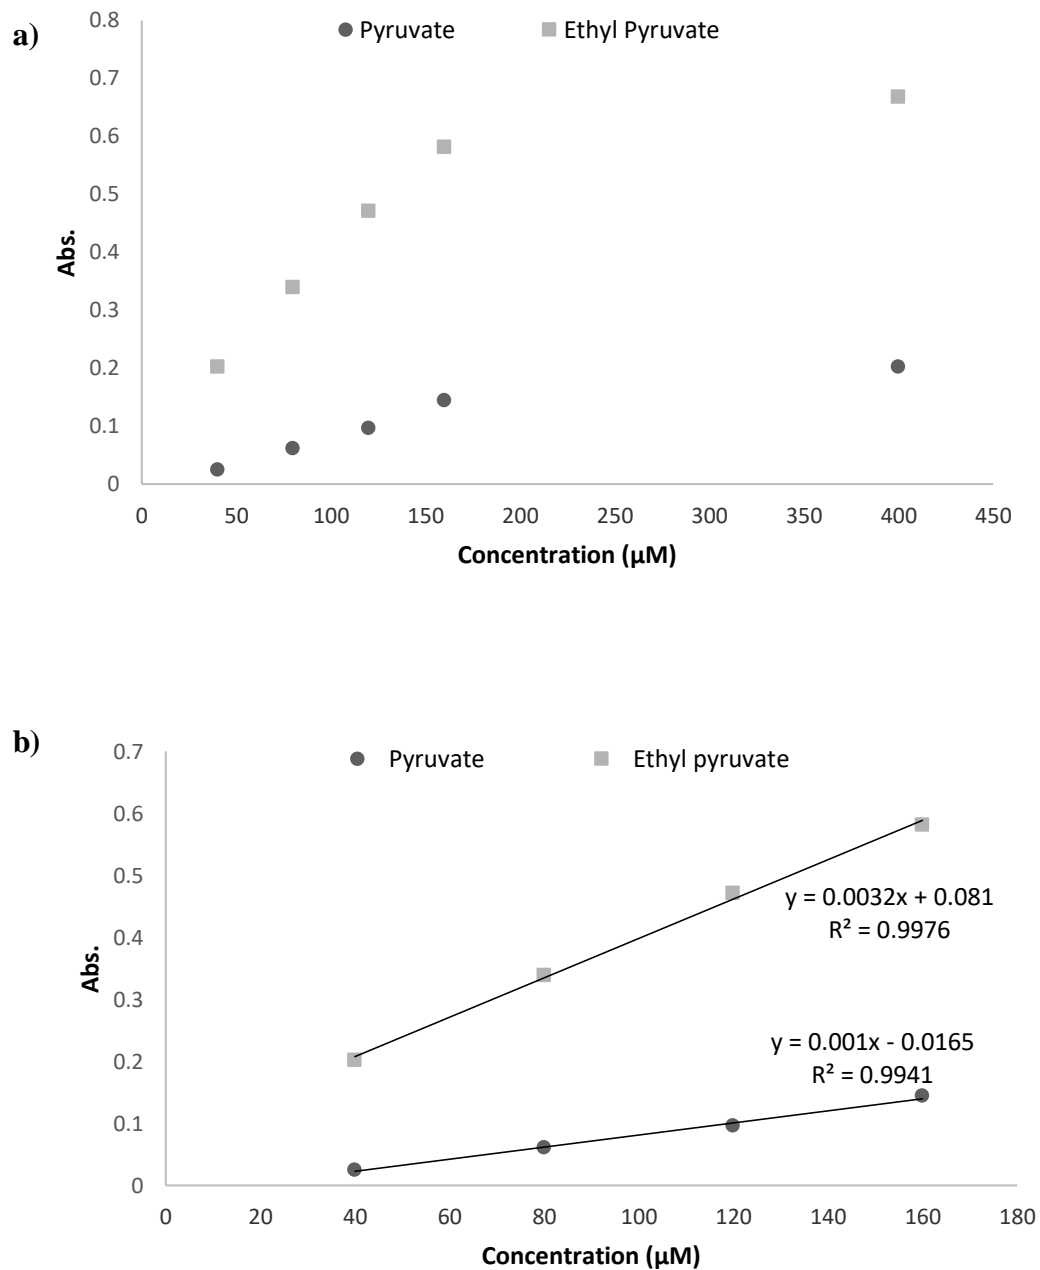 a)
Pyruvate Ethyl Pyruvate
0.8
0.7
0.6
0.5
0.4
0.3
0.2
0.1
0
Abs.
0 50 100 150 200 250 300 350 400 450
Concentration (µM)
b)
Pyruvate Ethyl pyruvate
0.7
0.6
0.5
0.4
0.3
0.2
0.1
0
Abs.
y = 0.0032x + 0.081
R² = 0.9976
y = 0.001x - 0.0165
R² = 0.9941
0 20 40 60 80 100 120 140 160 180
Concentration (µM)